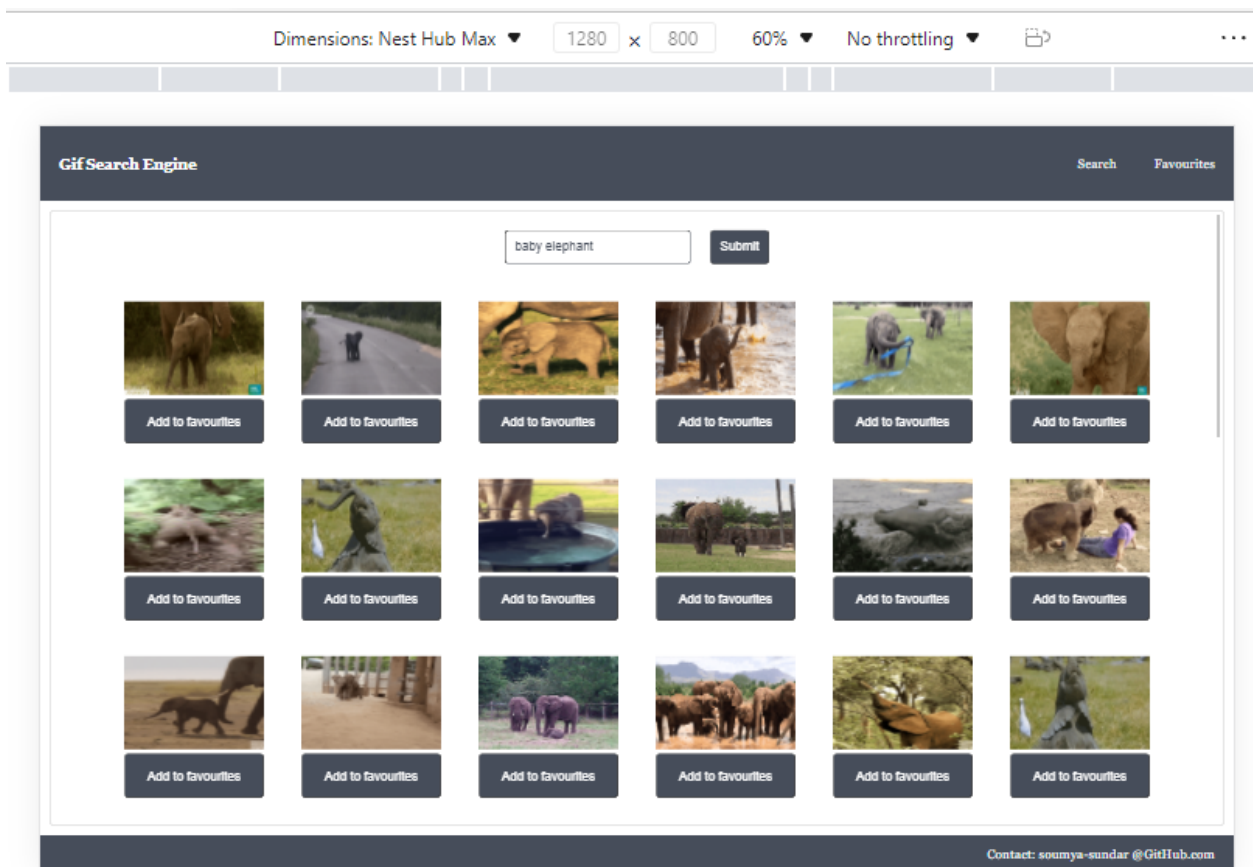 Dimensions: Nest Hub Max 1280 x 800 60% No throttling
Gif Search Engine Search Favourites
baby elephant Submit
Add to favourites Add to favourites Add to favourites Add to favourites Add to favourites Add to favourites
Add to favourites Add to favourites Add to favourites Add to favourites Add to favourites Add to favourites
Add to favourites Add to favourites Add to favourites Add to favourites Add to favourites Add to favourites
Contact: soumya-sundar @GitHub.com